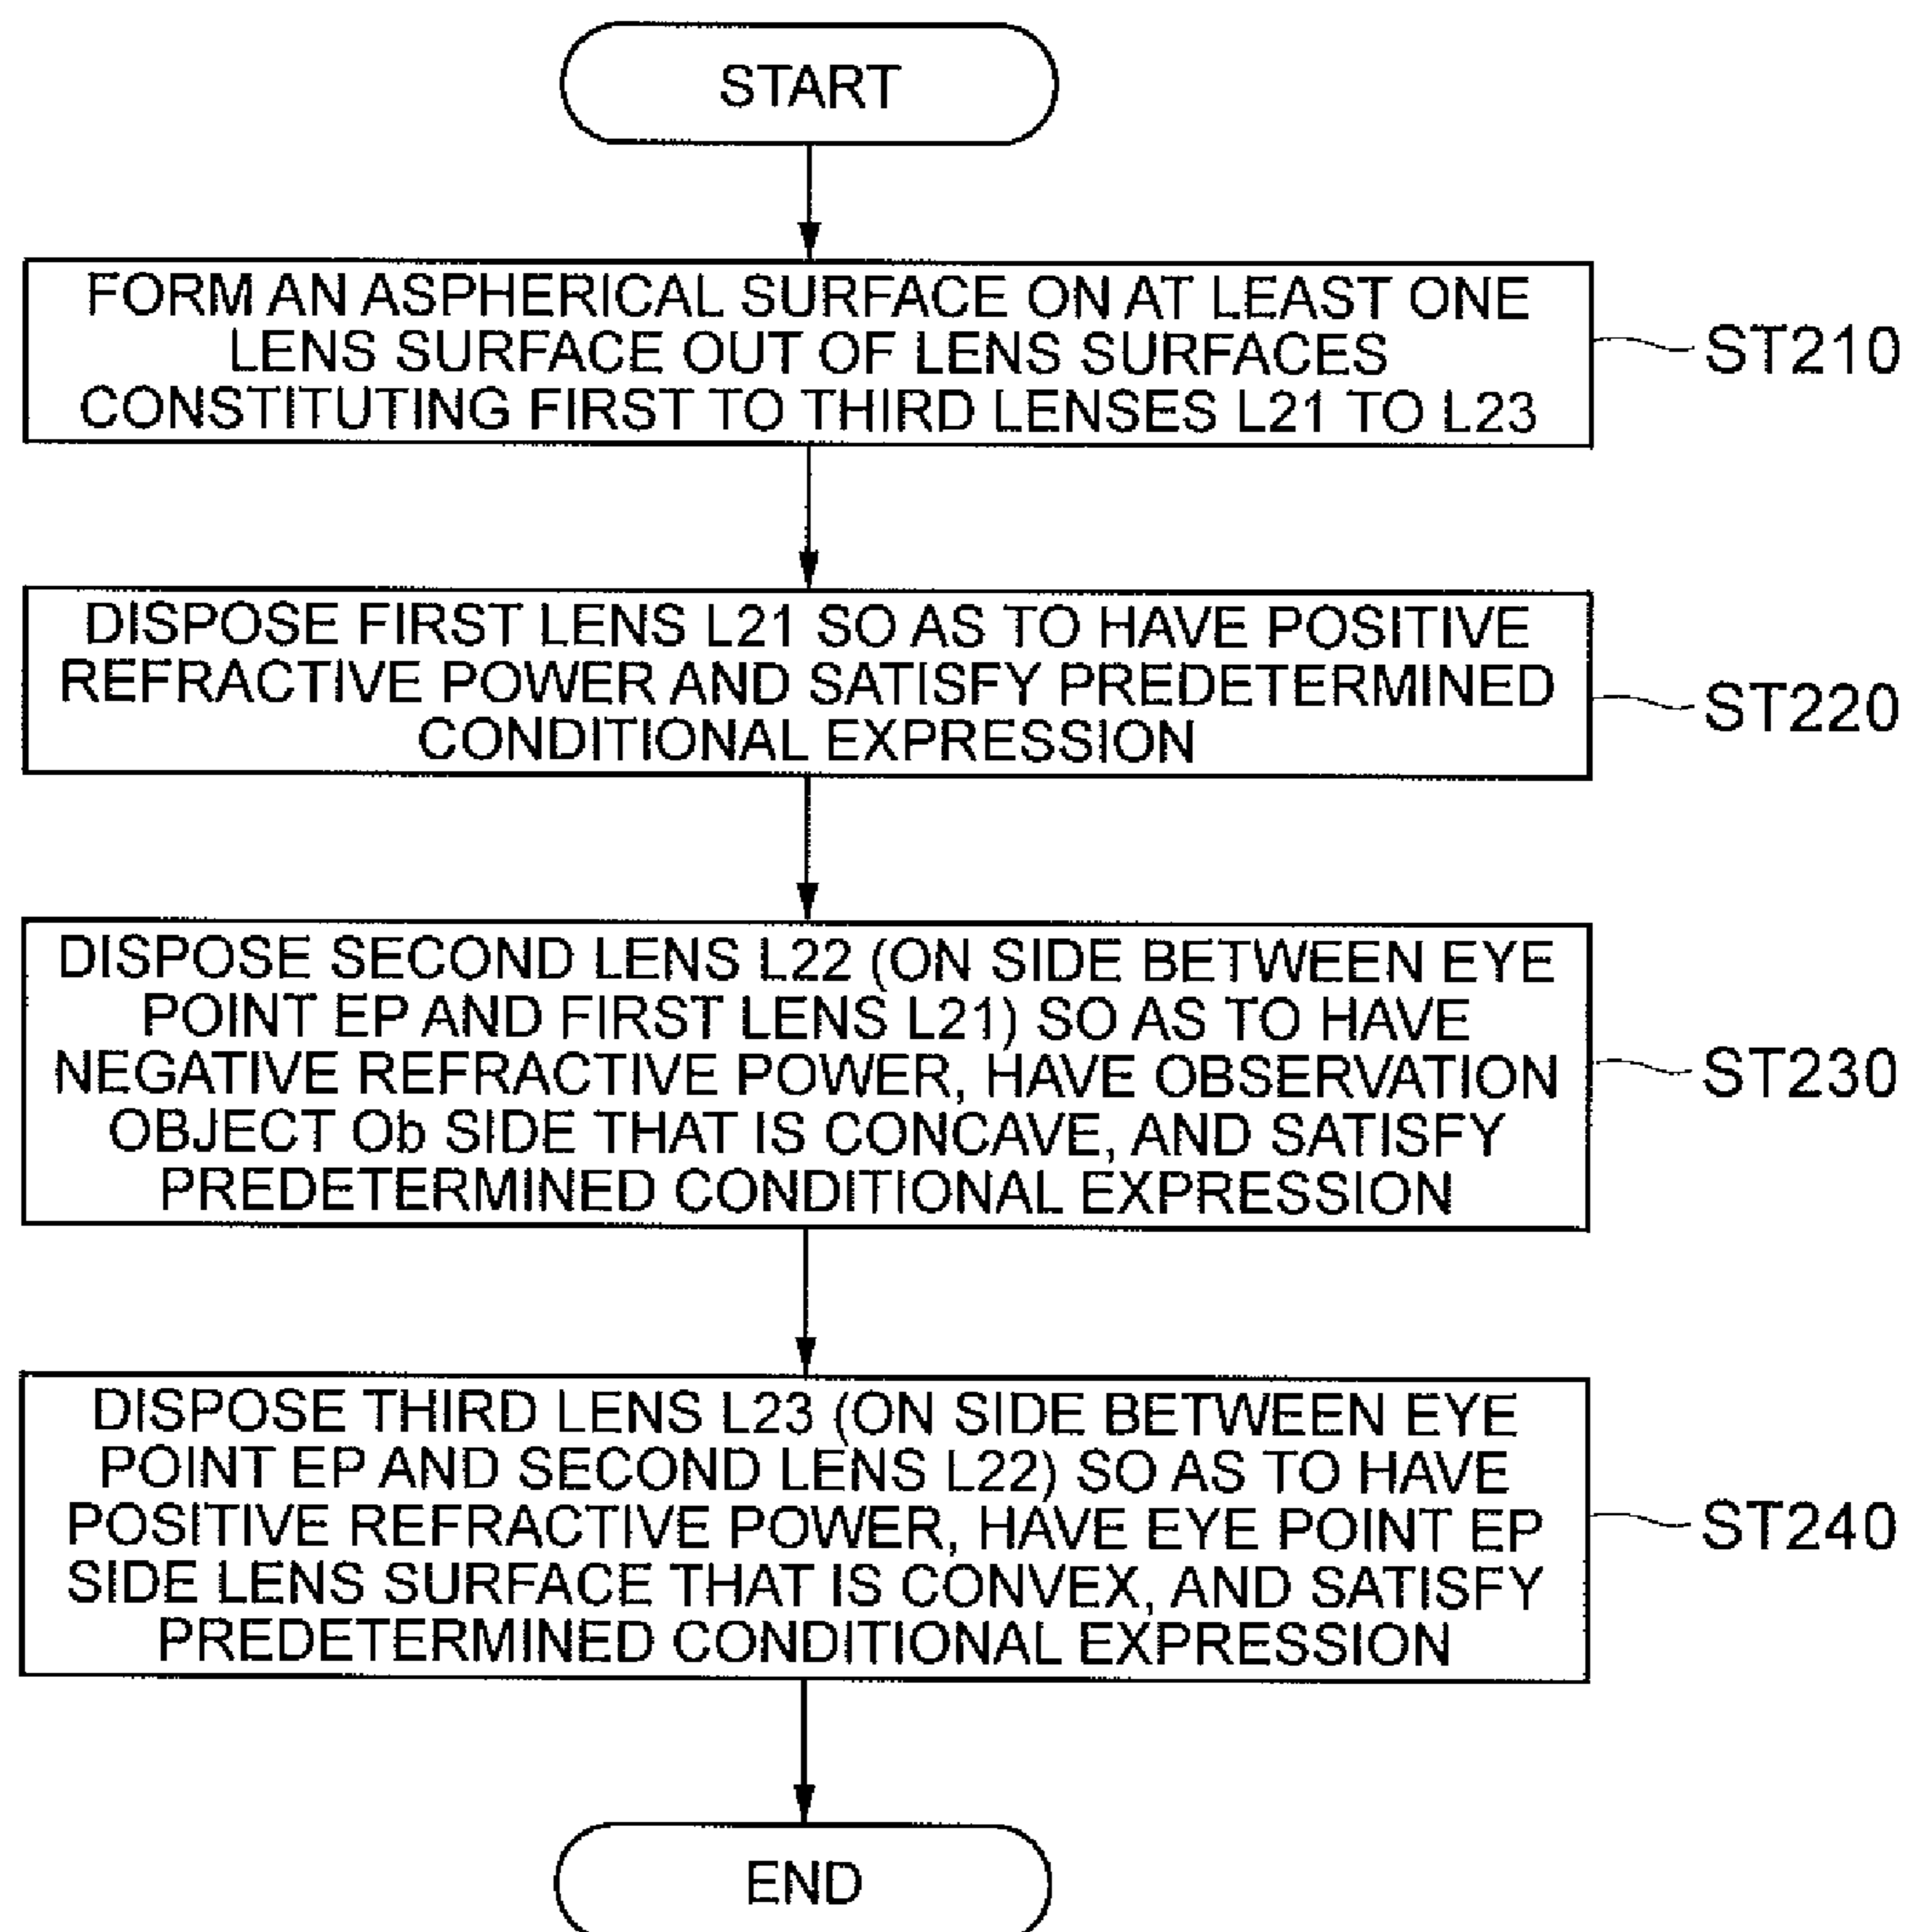 START
FORM AN ASPHERICAL SURFACE ON AT LEAST ONE
LENS SURFACE OUT OF LENS SURFACES
CONSTITUTING FIRST TO THIRD LENSES L21 TO L23
ST210
DISPOSE FIRST LENS L21 SO AS TO HAVE POSITIVE
REFRACTIVE POWER AND SATISFY PREDETERMINED
CONDITIONAL EXPRESSION
ST220
DISPOSE SECOND LENS L22 (ON SIDE BETWEEN EYE
POINT EP AND FIRST LENS L21) SO AS TO HAVE
NEGATIVE REFRACTIVE POWER, HAVE OBSERVATION
OBJECT Ob SIDE THAT IS CONCAVE, AND SATISFY
PREDETERMINED CONDITIONAL EXPRESSION
ST230
DISPOSE THIRD LENS L23 (ON SIDE BETWEEN EYE
POINT EP AND SECOND LENS L22) SO AS TO HAVE
POSITIVE REFRACTIVE POWER, HAVE EYE POINT EP
SIDE LENS SURFACE THAT IS CONVEX, AND SATISFY
PREDETERMINED CONDITIONAL EXPRESSION
ST240
END